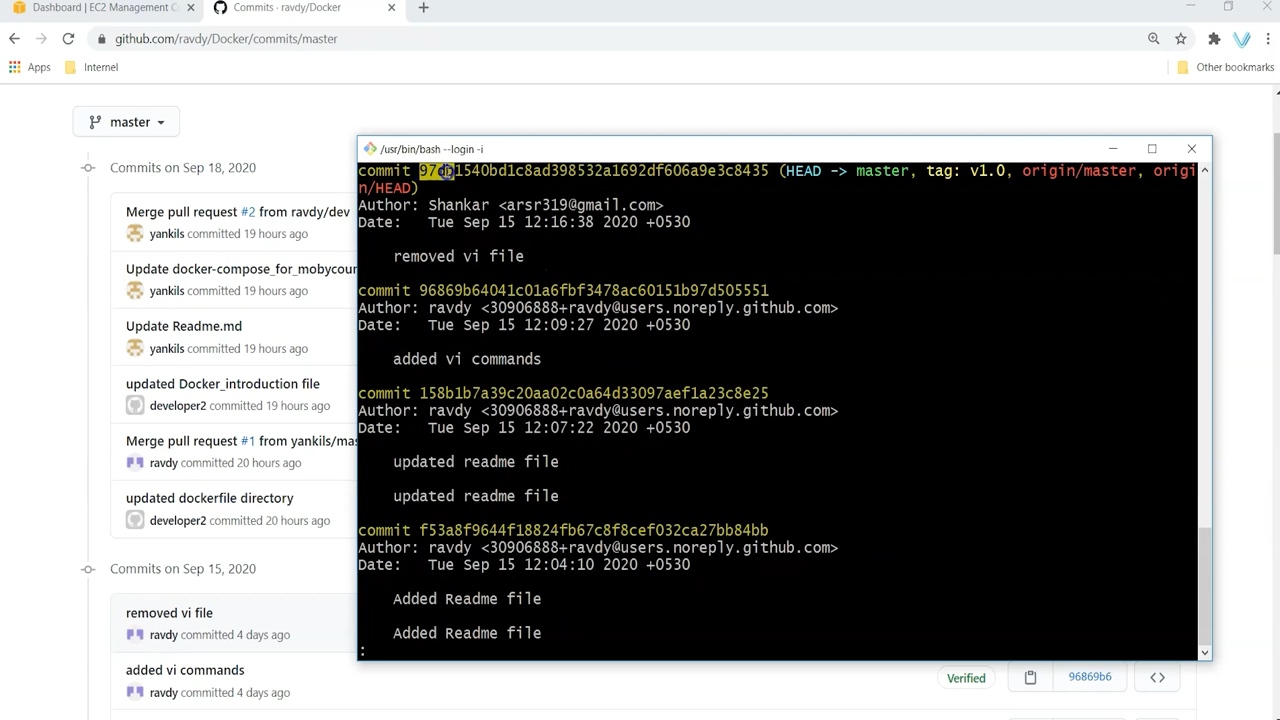 Dashboard | EC2 Management C
Commits · ravdy/Docker
github.com/ravdy/Docker/commits/master
Apps
Internet
Other bookmarks
master
Commits on Sep 18, 2020
Merge pull request #2 from ravdy/dev
yankils committed 19 hours ago
Update docker-compose_for_mobycoun
yankils committed 19 hours ago
Update Readme.md
yankils committed 19 hours ago
updated Docker_introduction file
developer2 committed 19 hours ago
Merge pull request #1 from yankils/mas
ravdy committed 20 hours ago
updated dockerfile directory
developer2 committed 20 hours ago
Commits on Sep 15, 2020
removed vi file
ravdy committed 4 days ago
added vi commands
ravdy committed 4 days ago
Verified
96869b6
/usr/bin/bash --login -i
commit 97db1540bd1c8ad398532a1692df606a9e3c8435 (HEAD -> master, tag: v1.0, origin/master, origi
n/HEAD)
Author: Shankar <arsr319@gmail.com>
Date: Tue Sep 15 12:16:38 2020 +0530
removed vi file
commit 96869b64041c01a6fbf3478ac60151b97d505551
Author: ravdy <30906888+ravdy@users.noreply.github.com>
Date: Tue Sep 15 12:09:27 2020 +0530
added vi commands
commit 158b1b7a39c20aa02c0a64d33097aef1a23c8e25
Author: ravdy <30906888+ravdy@users.noreply.github.com>
Date: Tue Sep 15 12:07:22 2020 +0530
updated readme file
updated readme file
commit f53a8f9644f18824fb67c8f8cef032ca27bb84bb
Author: ravdy <30906888+ravdy@users.noreply.github.com>
Date: Tue Sep 15 12:04:10 2020 +0530
Added Readme file
Added Readme file
: